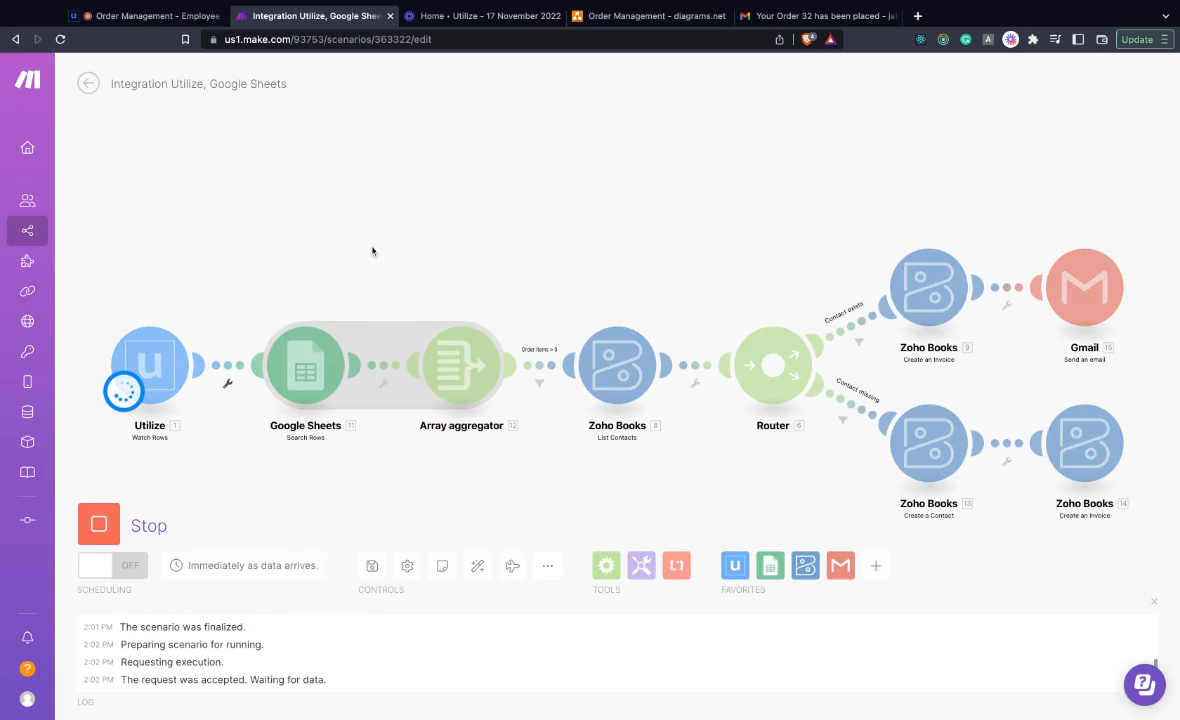 Order Management - Employee
Integration Utilize, Google She
Home • Utilize - 17 November 2022
Order Management - diagrams.net
Your Order 32 has been placed - ja
us1.make.com/93753/scenarios/363322/edit
4
Update
Integration Utilize, Google Sheets
Contact exists
Zoho Books 9
Create an Invoice
Gmail 15
Send an email
Order items > 0
Contact missing
Utilize 1
Watch Rows
Google Sheets 11
Search Rows
Array aggregator 12
Zoho Books 8
List Contacts
Router 6
Zoho Books 13
Create a Contact
Zoho Books 14
Create an Invoice
Stop
OFF
Immediately as data arrives.
SCHEDULING
CONTROLS
TOOLS
FAVORITES
2:01 PM The scenario was finalized.
2:02 PM Preparing scenario for running.
2:02 PM Requesting execution.
2:02 PM The request was accepted. Waiting for data.
LOG